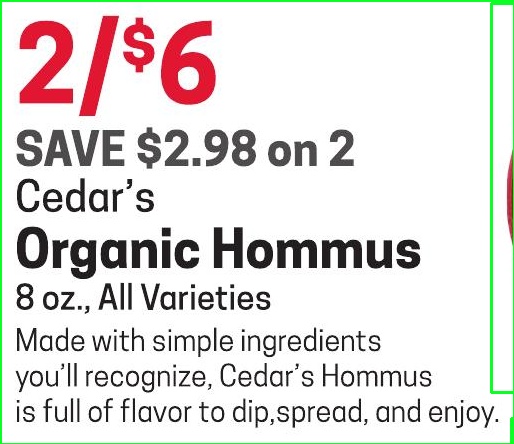 2/$6
SAVE $2.98 on 2
Cedar's
Organic Hommus
8 oz., All Varieties
Made with simple ingredients
you'll recognize, Cedar's Hommus
is full of flavor to dip,spread, and enjoy.